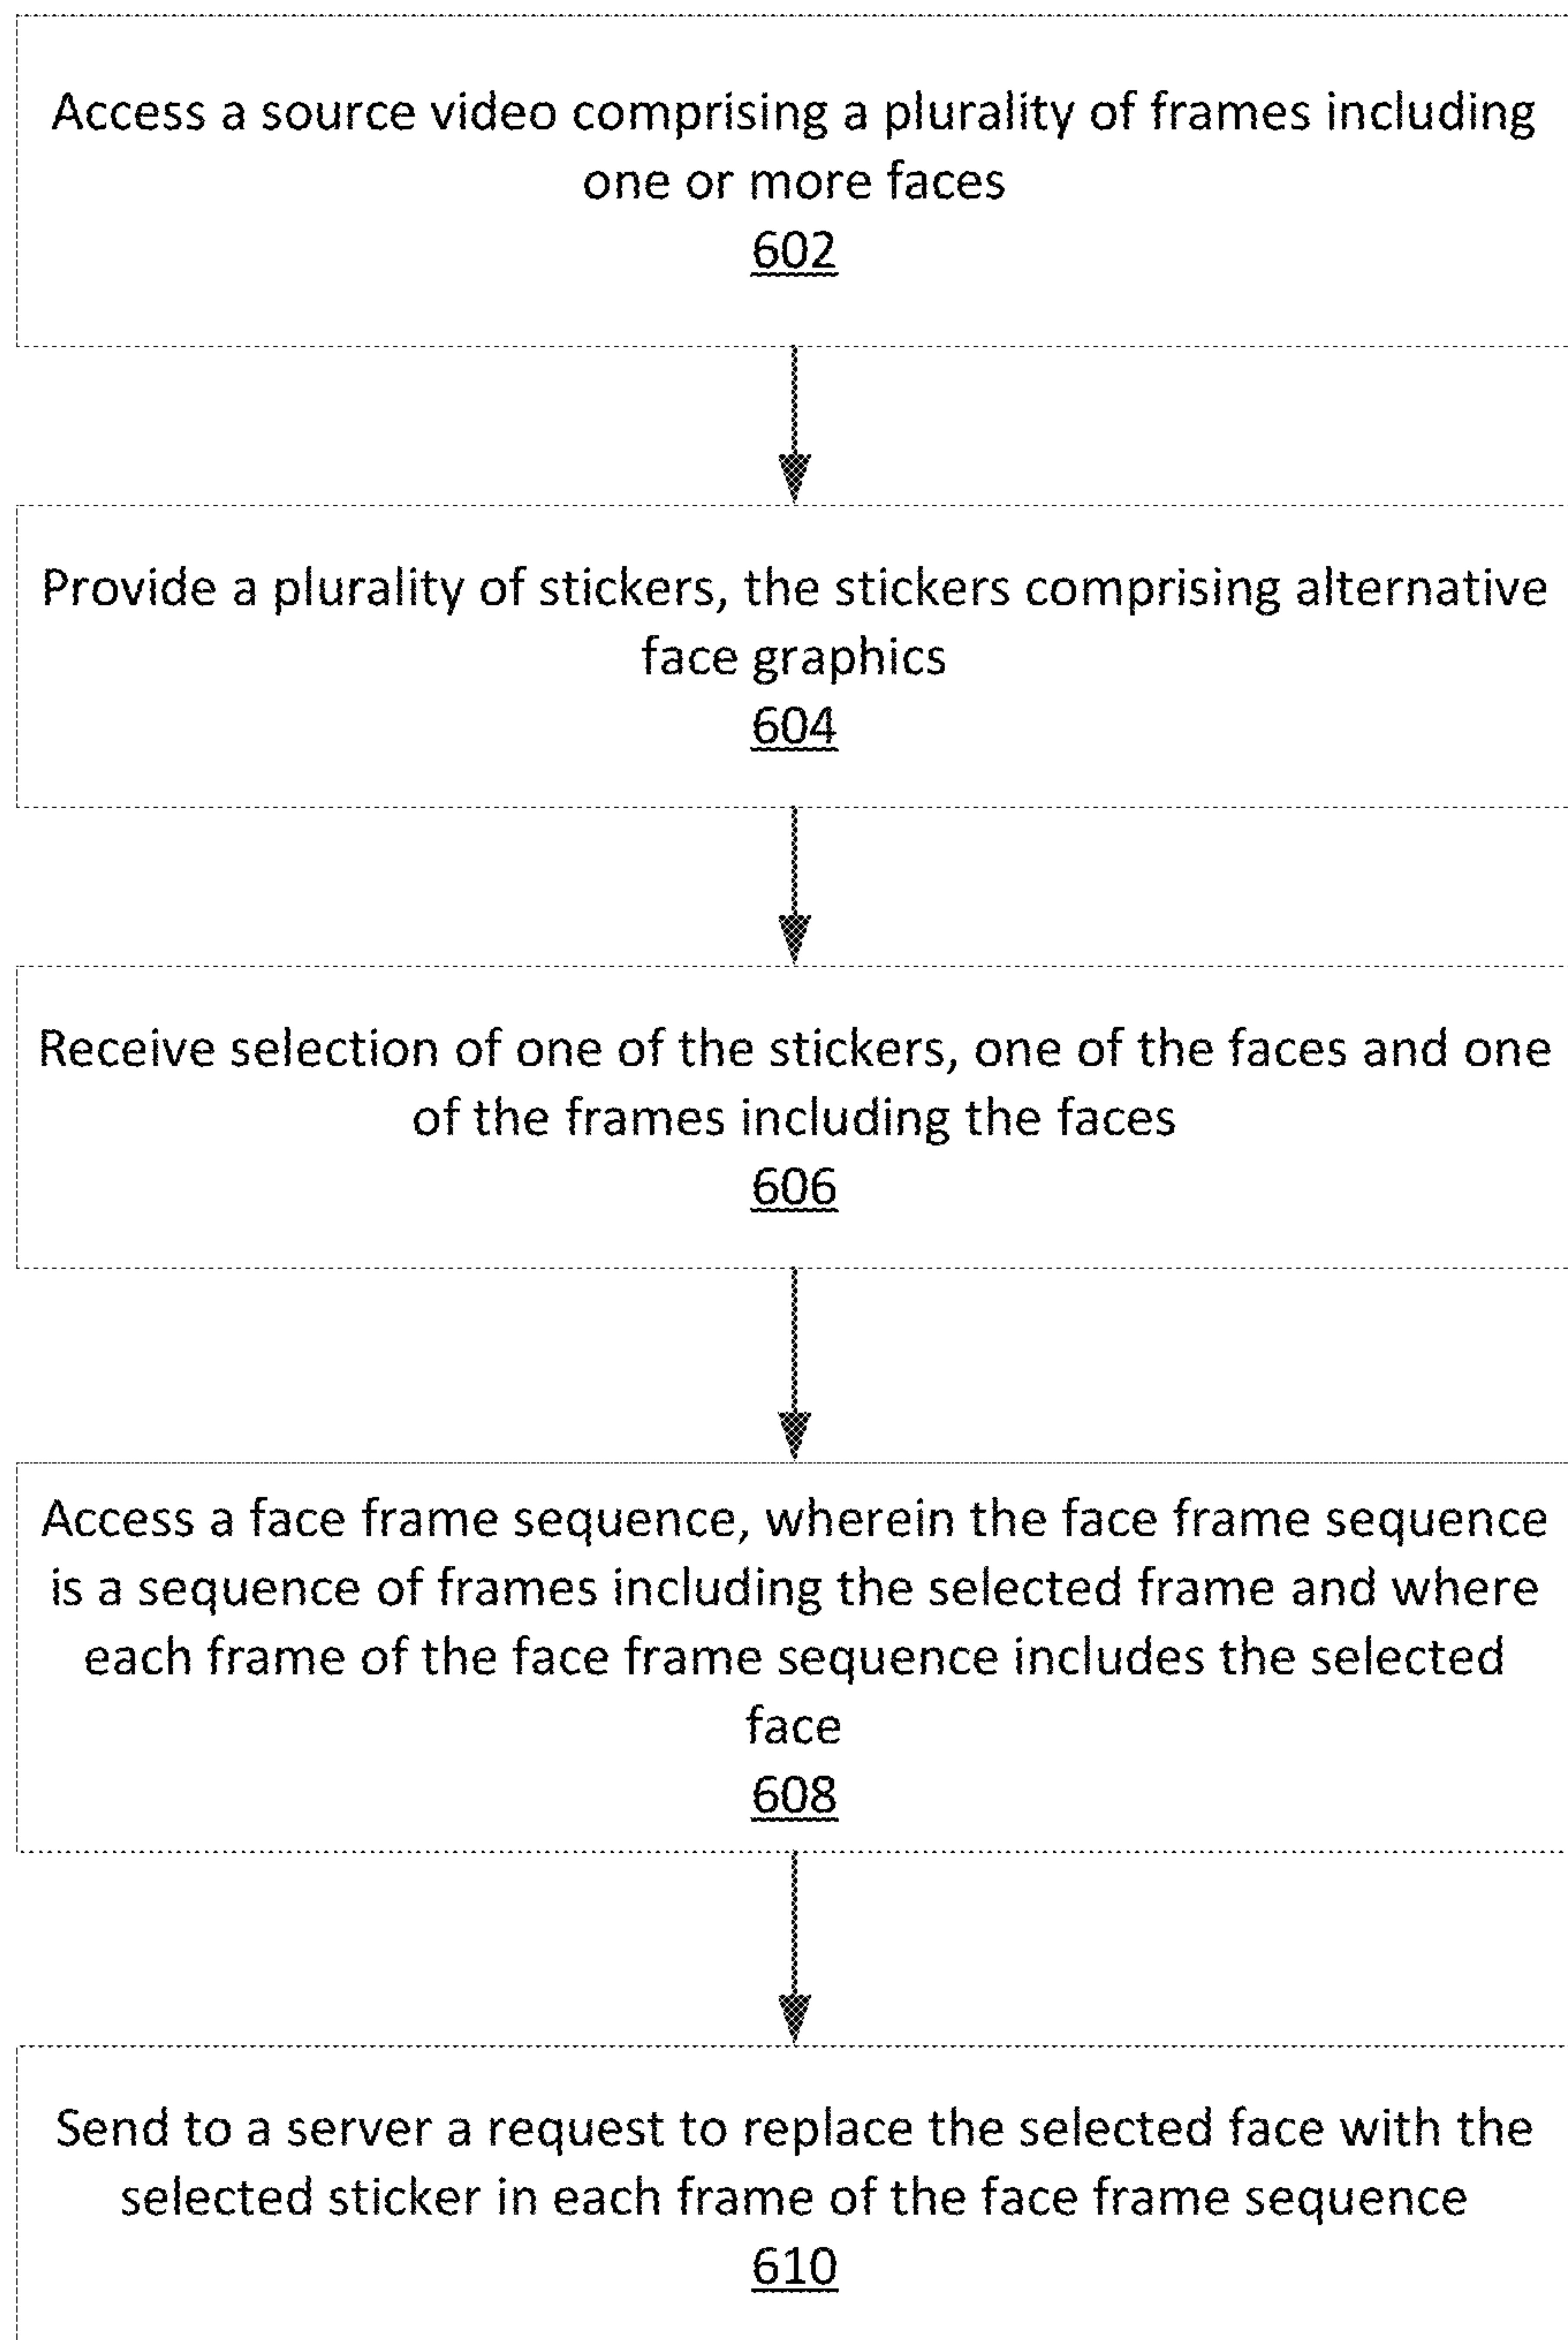 Access a source video comprising a plurality of frames including
one or more faces
602
Provide a plurality of stickers, the stickers comprising alternative
face graphics
604
Receive selection of one of the stickers, one of the faces and one
of the frames including the faces
606
Access a face frame sequence, wherein the face frame sequence
is a sequence of frames including the selected frame and where
each frame of the face frame sequence includes the selected
face
608
Send to a server a request to replace the selected face with the
selected sticker in each frame of the face frame sequence
610